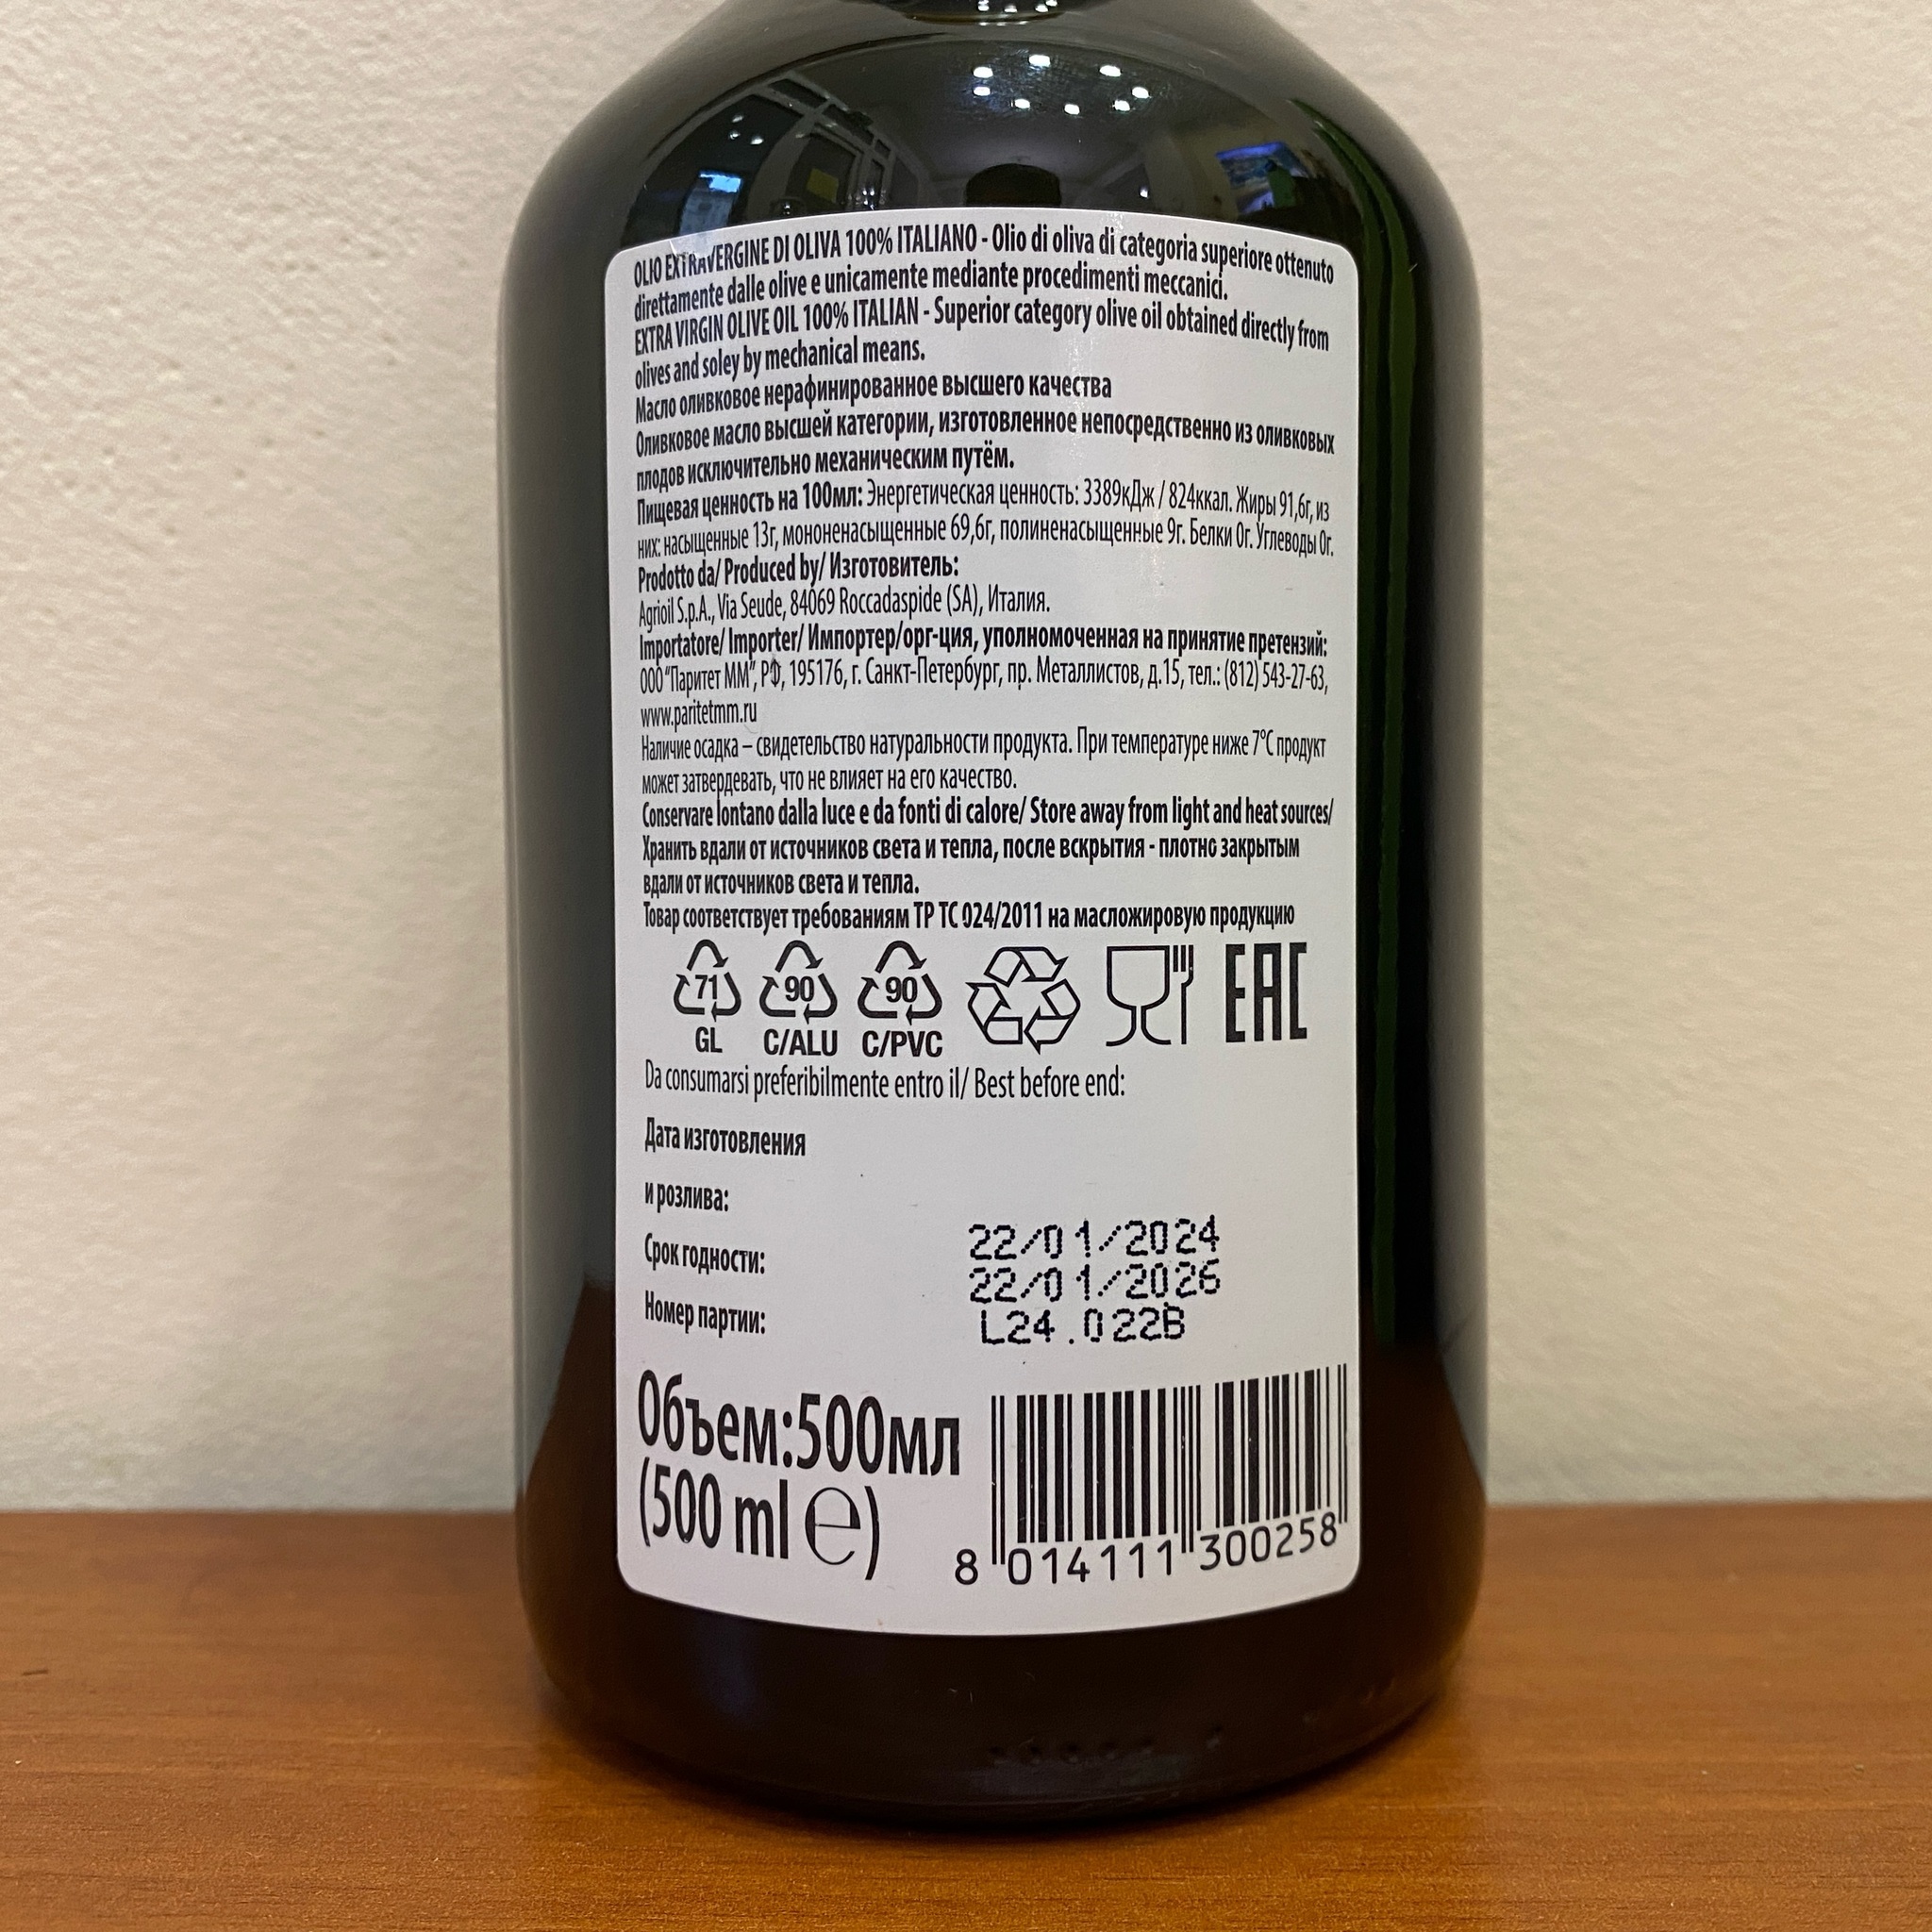 OLIO EXTRAVERGINE DI OLIVA 100% ITALIANO - Olio di oliva di categoria superiore ottenuto
direttamente dalle olive e unicamente mediante procedimenti meccanici.
EXTRA VIRGIN OLIVE OIL 100% ITALIAN - Superior category olive oil obtained directly from
olives and soley by mechanical means.
Масло оливковое нерафинированное высшего качества
Оливковое масло высшей категории, изготовленное непосредственно из оливковых
плодов исключительно механическим путём.
Пищевая ценность на 100мл: Энергетическая ценность: 3389кДж / 824ккал. Жиры 91,6г, из
них: насыщенные 13г, мононенасыщенные 69,6г, полиненасыщенные 9г. Белки 0г. Углеводы 0г.
Prodotto da/ Produced by/ Изготовитель:
Agrioil S.p.A., Via Seude, 84069 Roccadaspide (SA), Италия.
Importatore/ Importer/ Импортер/орг-ция, уполномоченная на принятие претензий:
ООО "Паритет ММ", РФ, 195176, г. Санкт-Петербург, пр. Металлистов, д.15, тел.: (812) 543-27-63,
www.paritetmm.ru
Наличие осадка – свидетельство натуральности продукта. При температуре ниже 7°C продукт
может затвердевать, что не влияет на его качество.
Conservare lontano dalla luce e da fonti di calore/ Store away from light and heat sources/
Хранить вдали от источников света и тепла, после вскрытия - плотно закрытым
вдали от источников света и тепла.
Товар соответствует требованиям ТР ТС 024/2011 на масложировую продукцию
71 90 90 EAC
GL C/ALU C/PVC
Da consumarsi preferibilmente entro il/ Best before end:
Дата изготовления
и розлива:
22/01/2024
Срок годности:
22/01/2026
Номер партии:
L24.022B
Объем:500мл
(500 ml ℮)
8 014111 300258